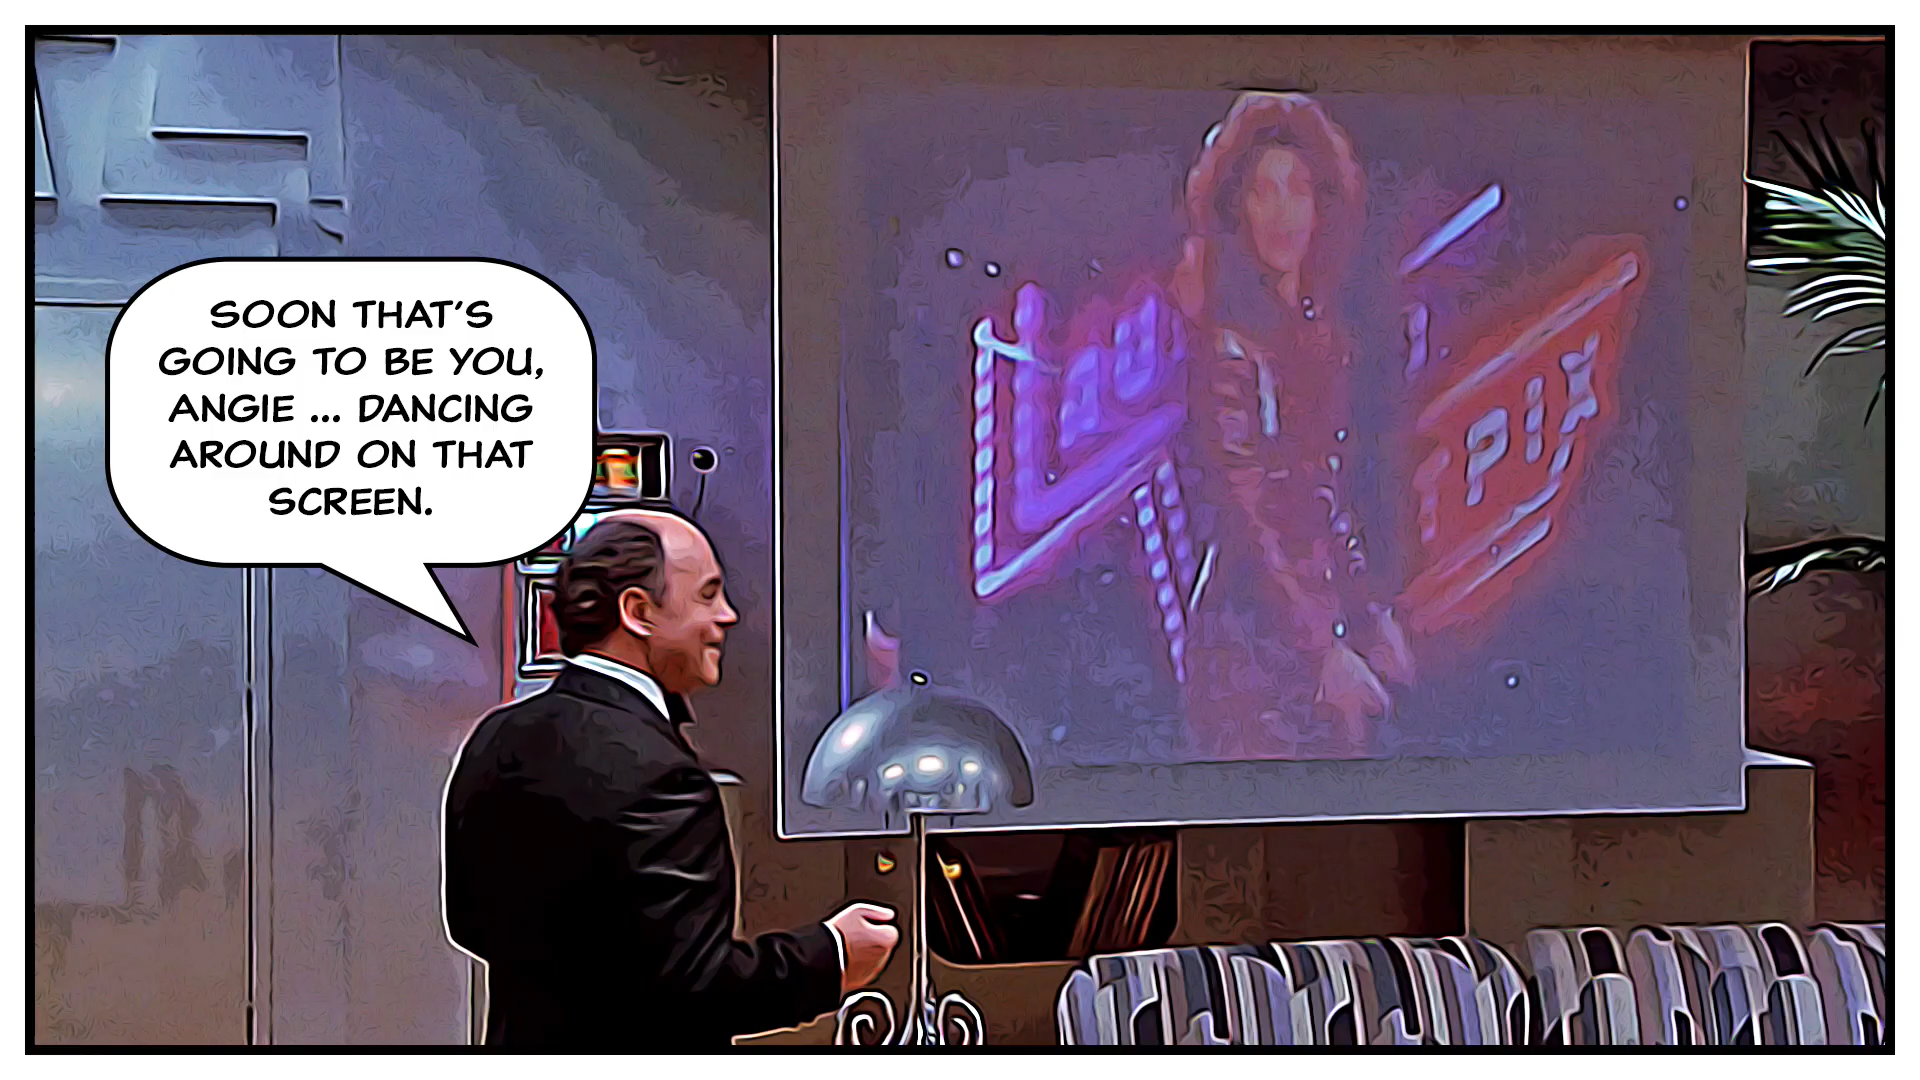 SOON THAT'S
GOING TO BE YOU,
ANGIE ... DANCING
AROUND ON THAT
SCREEN.
PIX